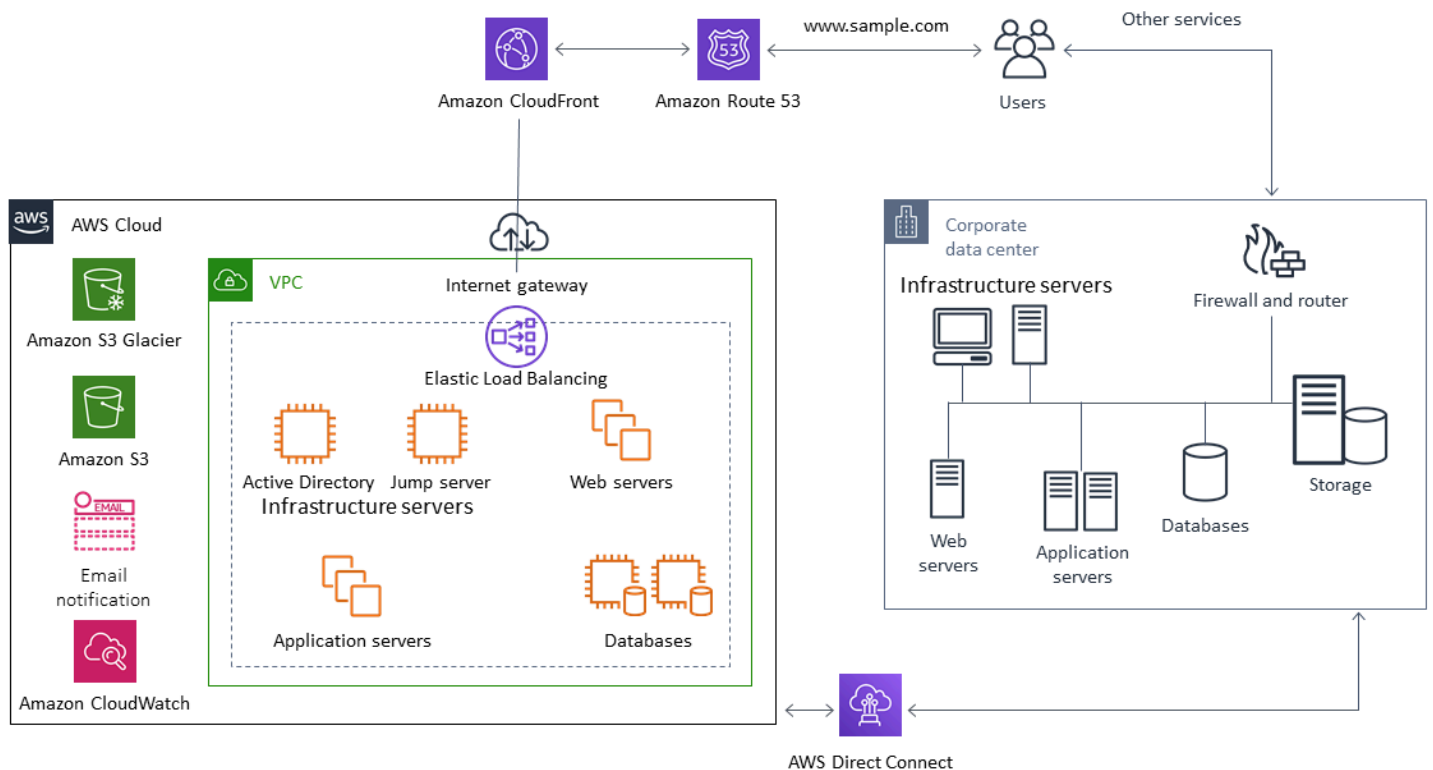 www.sample.com
Other services
53
Amazon CloudFront
Amazon Route 53
Users
aws
AWS Cloud
Corporate
data center
VPC
Internet gateway
Infrastructure servers
Firewall and router
Amazon S3 Glacier
Elastic Load Balancing
Amazon S3
Active Directory
Jump server
Web servers
Infrastructure servers
Storage
EMAIL
Databases
Web
servers
Application
servers
Email
notification
Application servers
Databases
Amazon CloudWatch
AWS Direct Connect